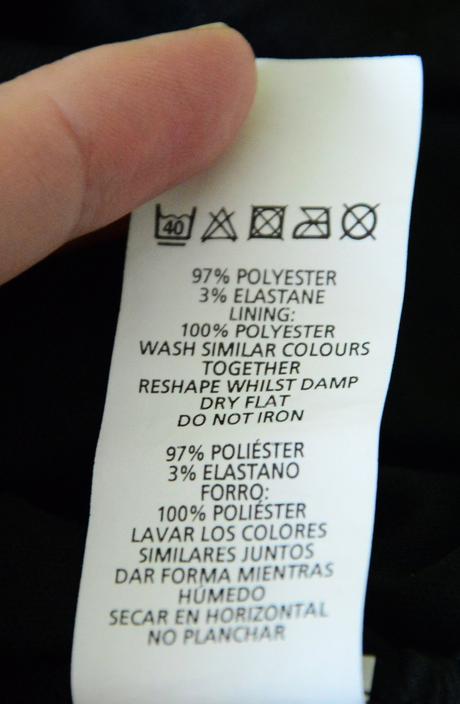 40
97% POLYESTER
3% ELASTANE
LINING:
100% POLYESTER
WASH SIMILAR COLOURS
TOGETHER
RESHAPE WHILST DAMP
DRY FLAT
DO NOT IRON
97% POLIÉSTER
3% ELASTANO
FORRO:
100% POLIÉSTER
LAVAR LOS COLORES
SIMILARES JUNTOS
DAR FORMA MIENTRAS
HÚMEDO
SECAR EN HORIZONTAL
NO PLANCHAR